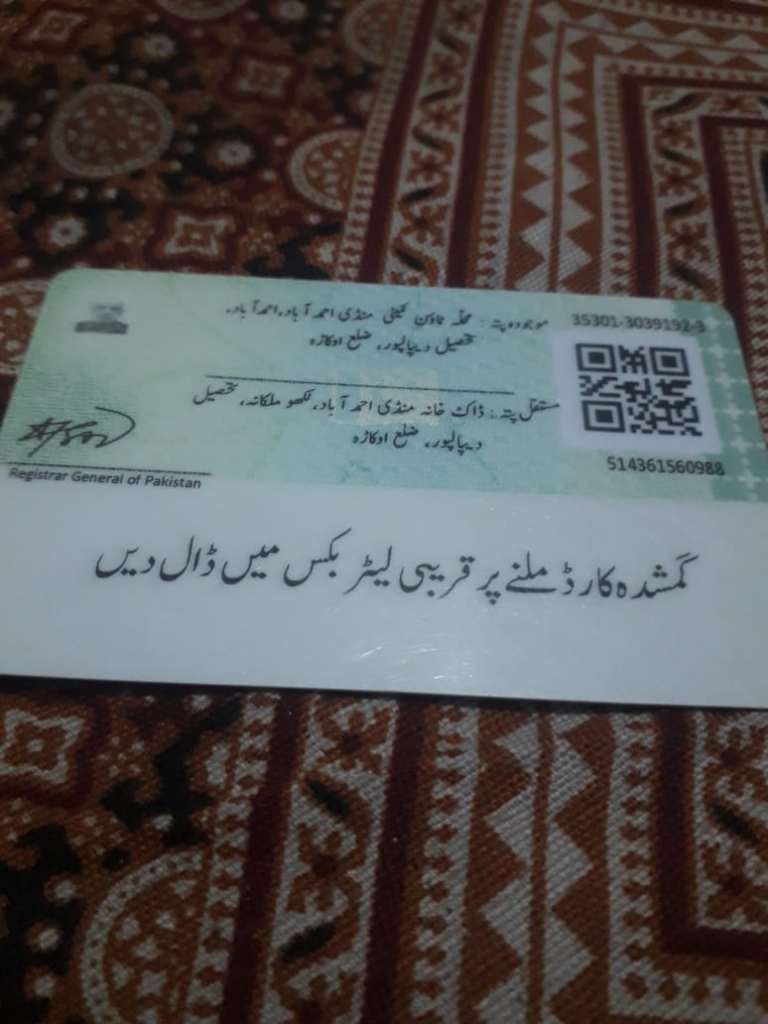 35301-3039192-3
موجودہ پتہ : محلہ ٹاؤن کمیٹی منڈی احمد آباد، احمد آباد،
تحصیل دیپالپور، ضلع اوکاڑہ
مستقل پتہ : ڈاک خانہ منڈی احمد آباد، لکھو ملکانہ، تحصیل
دیپالپور، ضلع اوکاڑہ
514361560988
Registrar General of Pakistan
گمشدہ کارڈ ملنے پر قریبی لیٹر بکس میں ڈال دیں